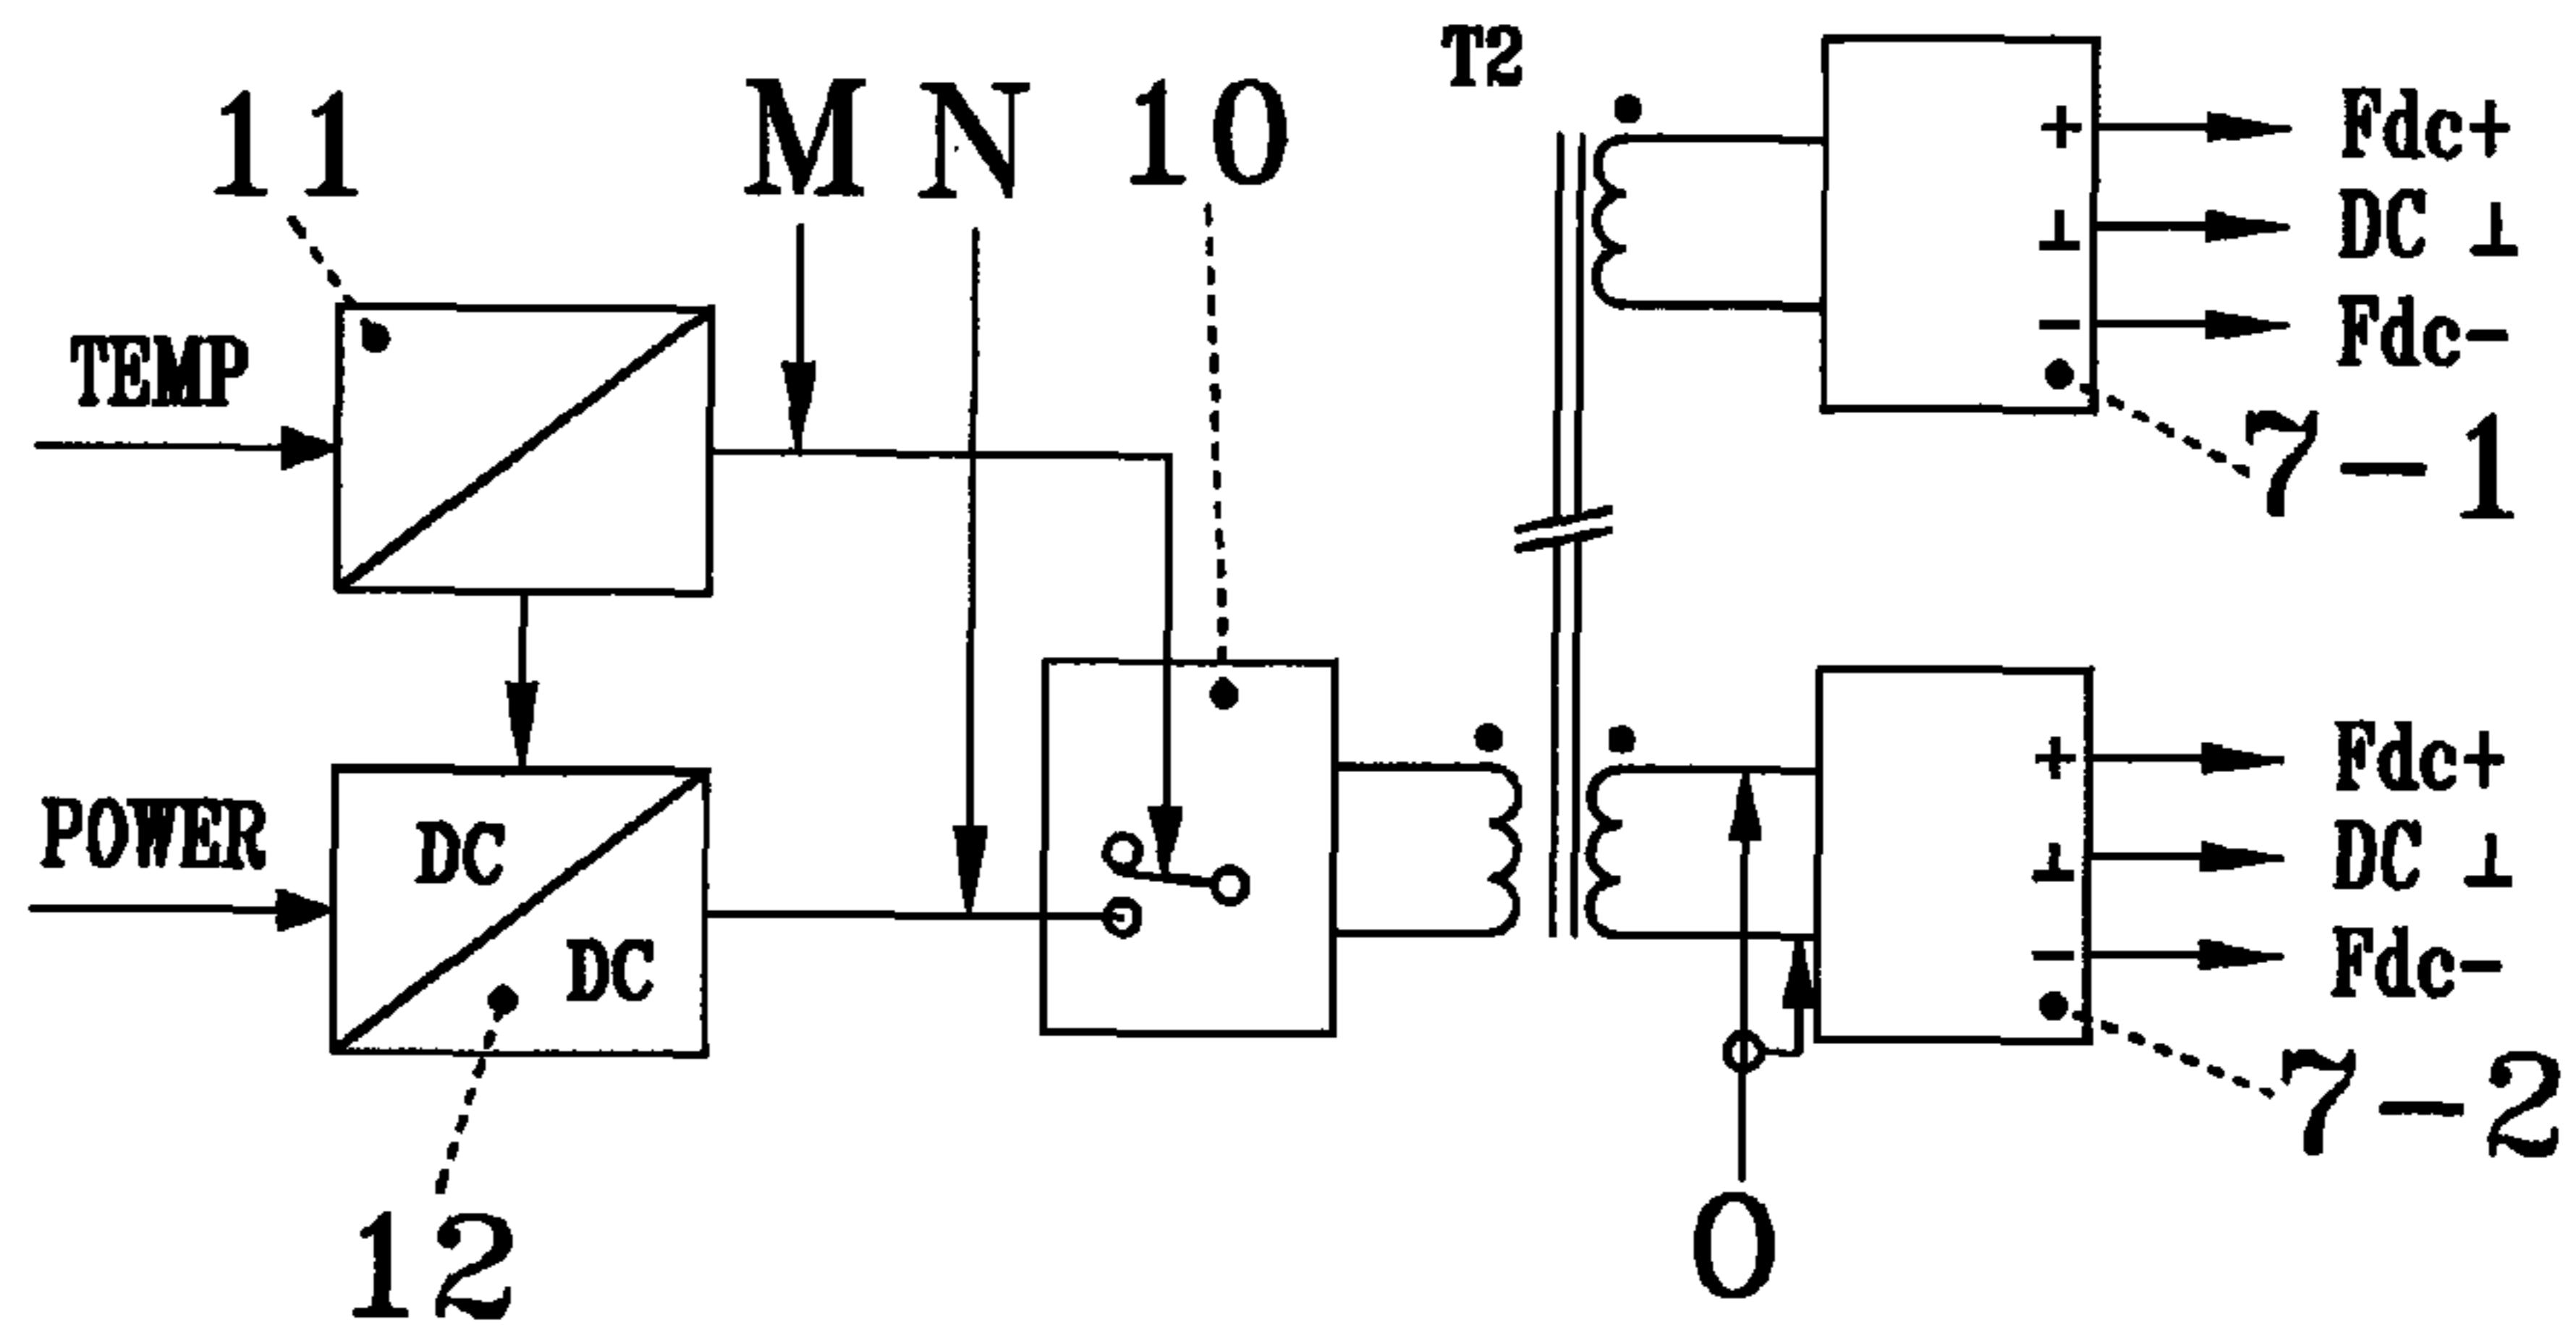 T2
11 M N 10
+ Fdc+
⊥ DC ⊥
- Fdc-
TEMP
7-1
POWER
DC
DC
+ Fdc+
⊥ DC ⊥
- Fdc-
7-2
12
O